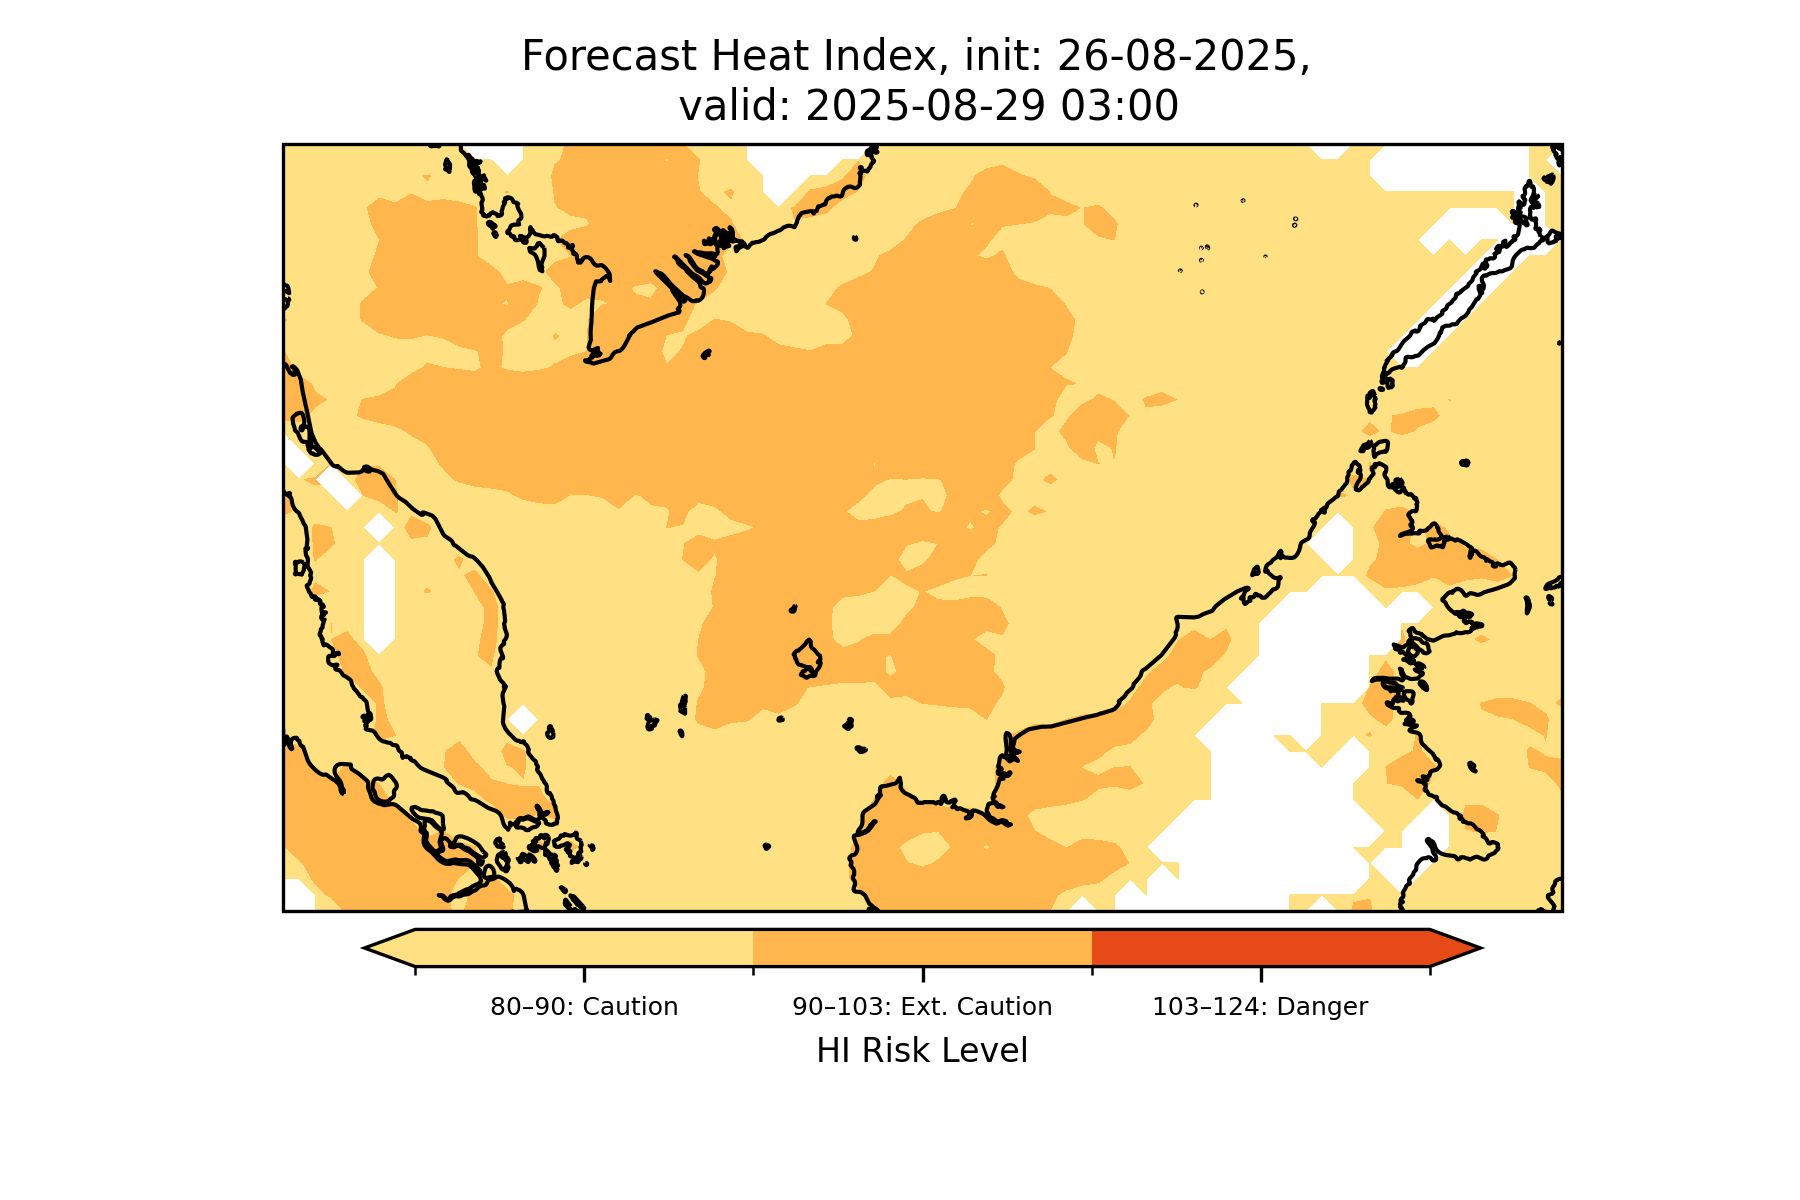 Forecast Heat Index, init: 26-08-2025,
valid: 2025-08-29 03:00
80–90: Caution
90–103: Ext. Caution
103–124: Danger
HI Risk Level